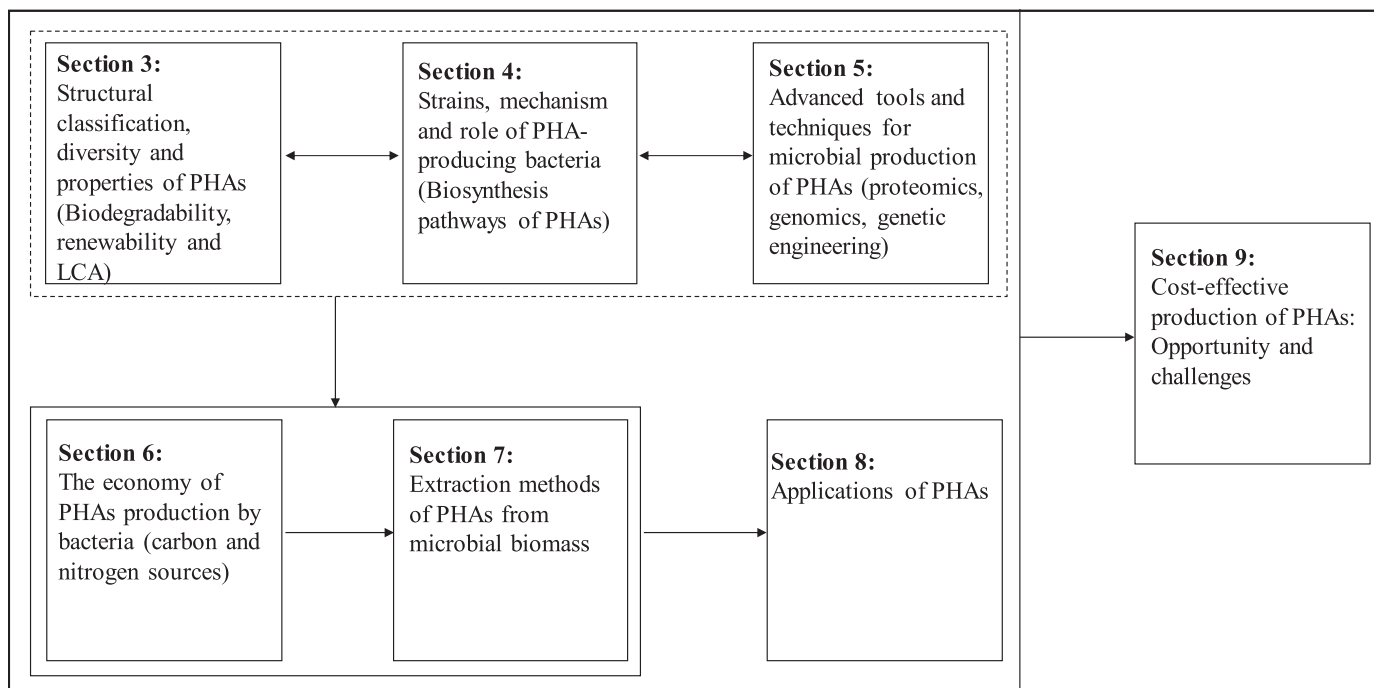 Section 3:
Structural
classification,
diversity and
properties of PHAs
(Biodegradability,
renewability and
LCA)
Section 4:
Strains, mechanism
and role of PHA-
producing bacteria
(Biosynthesis
pathways of PHAs)
Section 5:
Advanced tools and
techniques for
microbial production
of PHAs (proteomics,
genomics, genetic
engineering)
Section 6:
The economy of
PHAs production by
bacteria (carbon and
nitrogen sources)
Section 7:
Extraction methods
of PHAs from
microbial biomass
Section 8:
Applications of PHAs
Section 9:
Cost-effective
production of PHAs:
Opportunity and
challenges